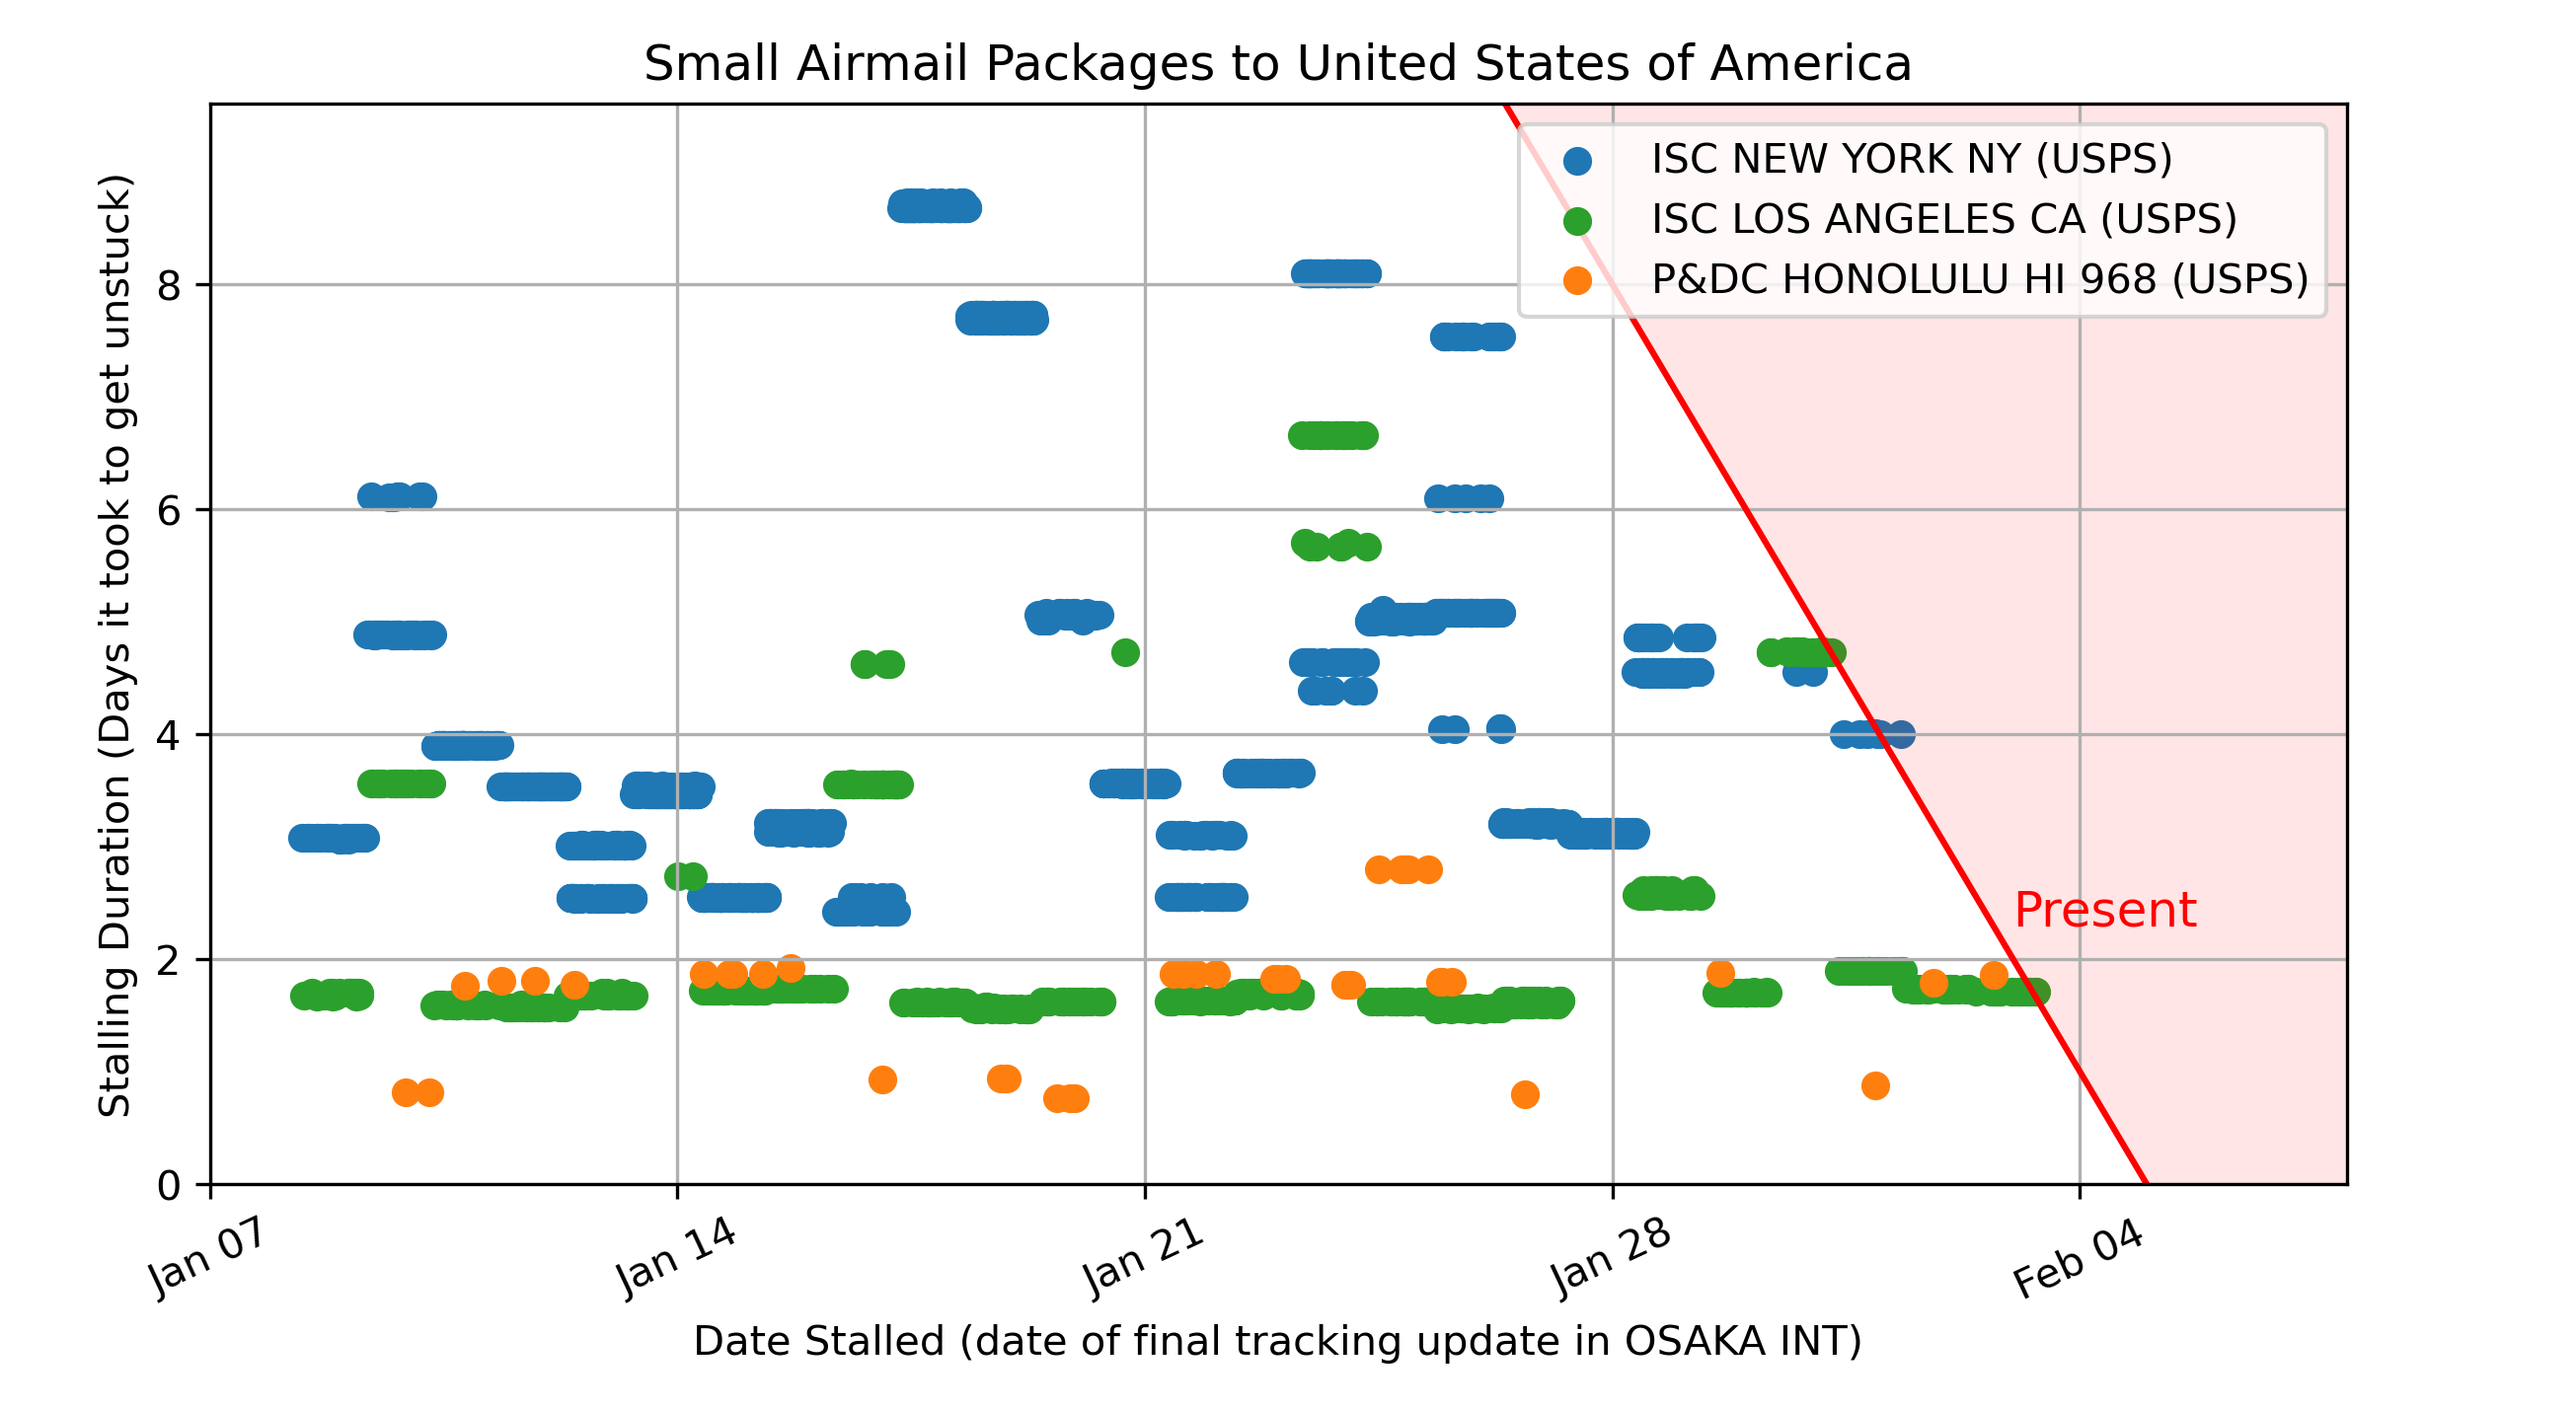 Small Airmail Packages to United States of America
ISC NEW YORK NY (USPS)
ISC LOS ANGELES CA (USPS)
P&DC HONOLULU HI 968 (USPS)
Stalling Duration (Days it took to get unstuck)
8
6
4
2
0
Present
Jan 07
Jan 14
Jan 21
Jan 28
Feb 04
Date Stalled (date of final tracking update in OSAKA INT)